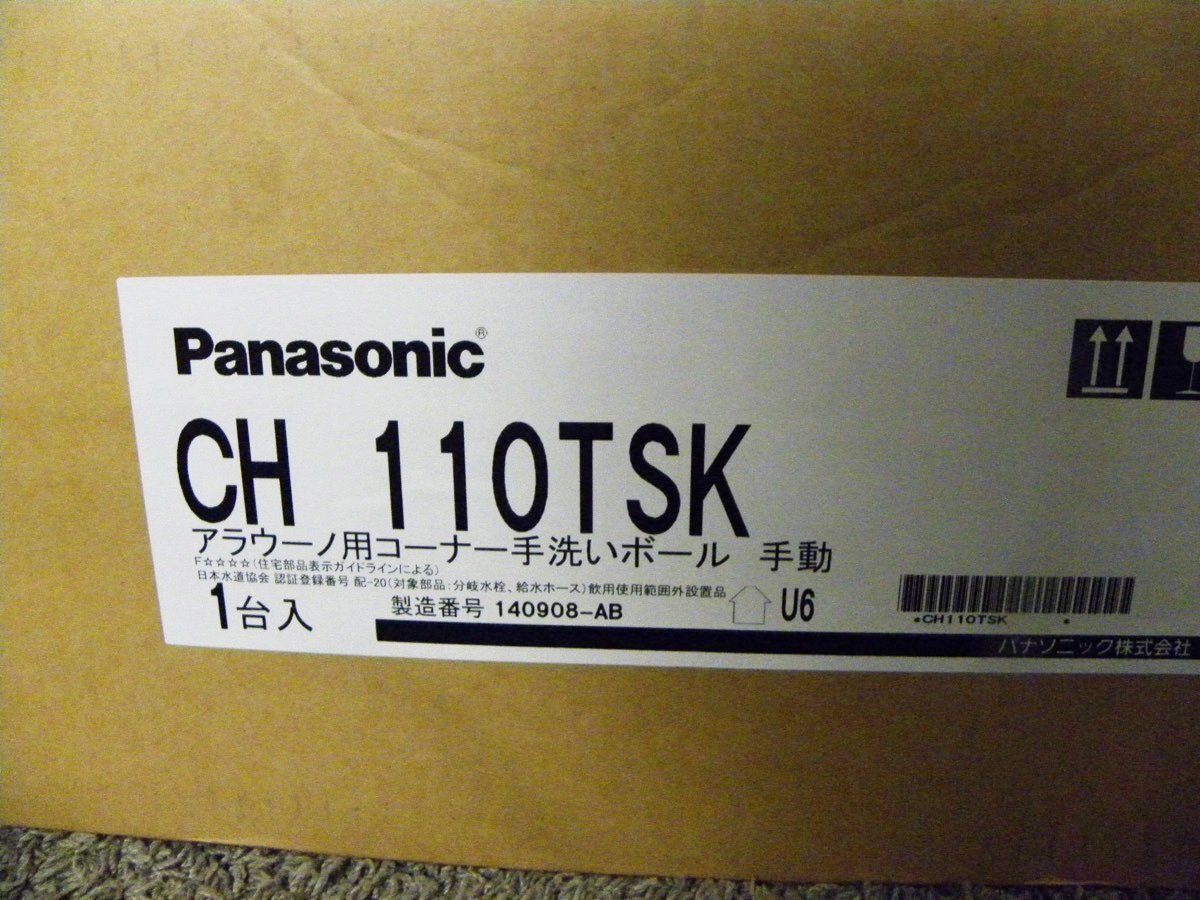 Panasonic®
CH 110TSK
アラウーノ用コーナー手洗いボール 手動
F☆☆☆☆(住宅部品表示ガイドラインによる)
日本水道協会 認証登録番号 配-20(対象部品:分岐水栓、給水ホース)飲用使用範囲外設置品
1台入
製造番号 140908-AB
U6
*CH110TSK *
パナソニック株式会社